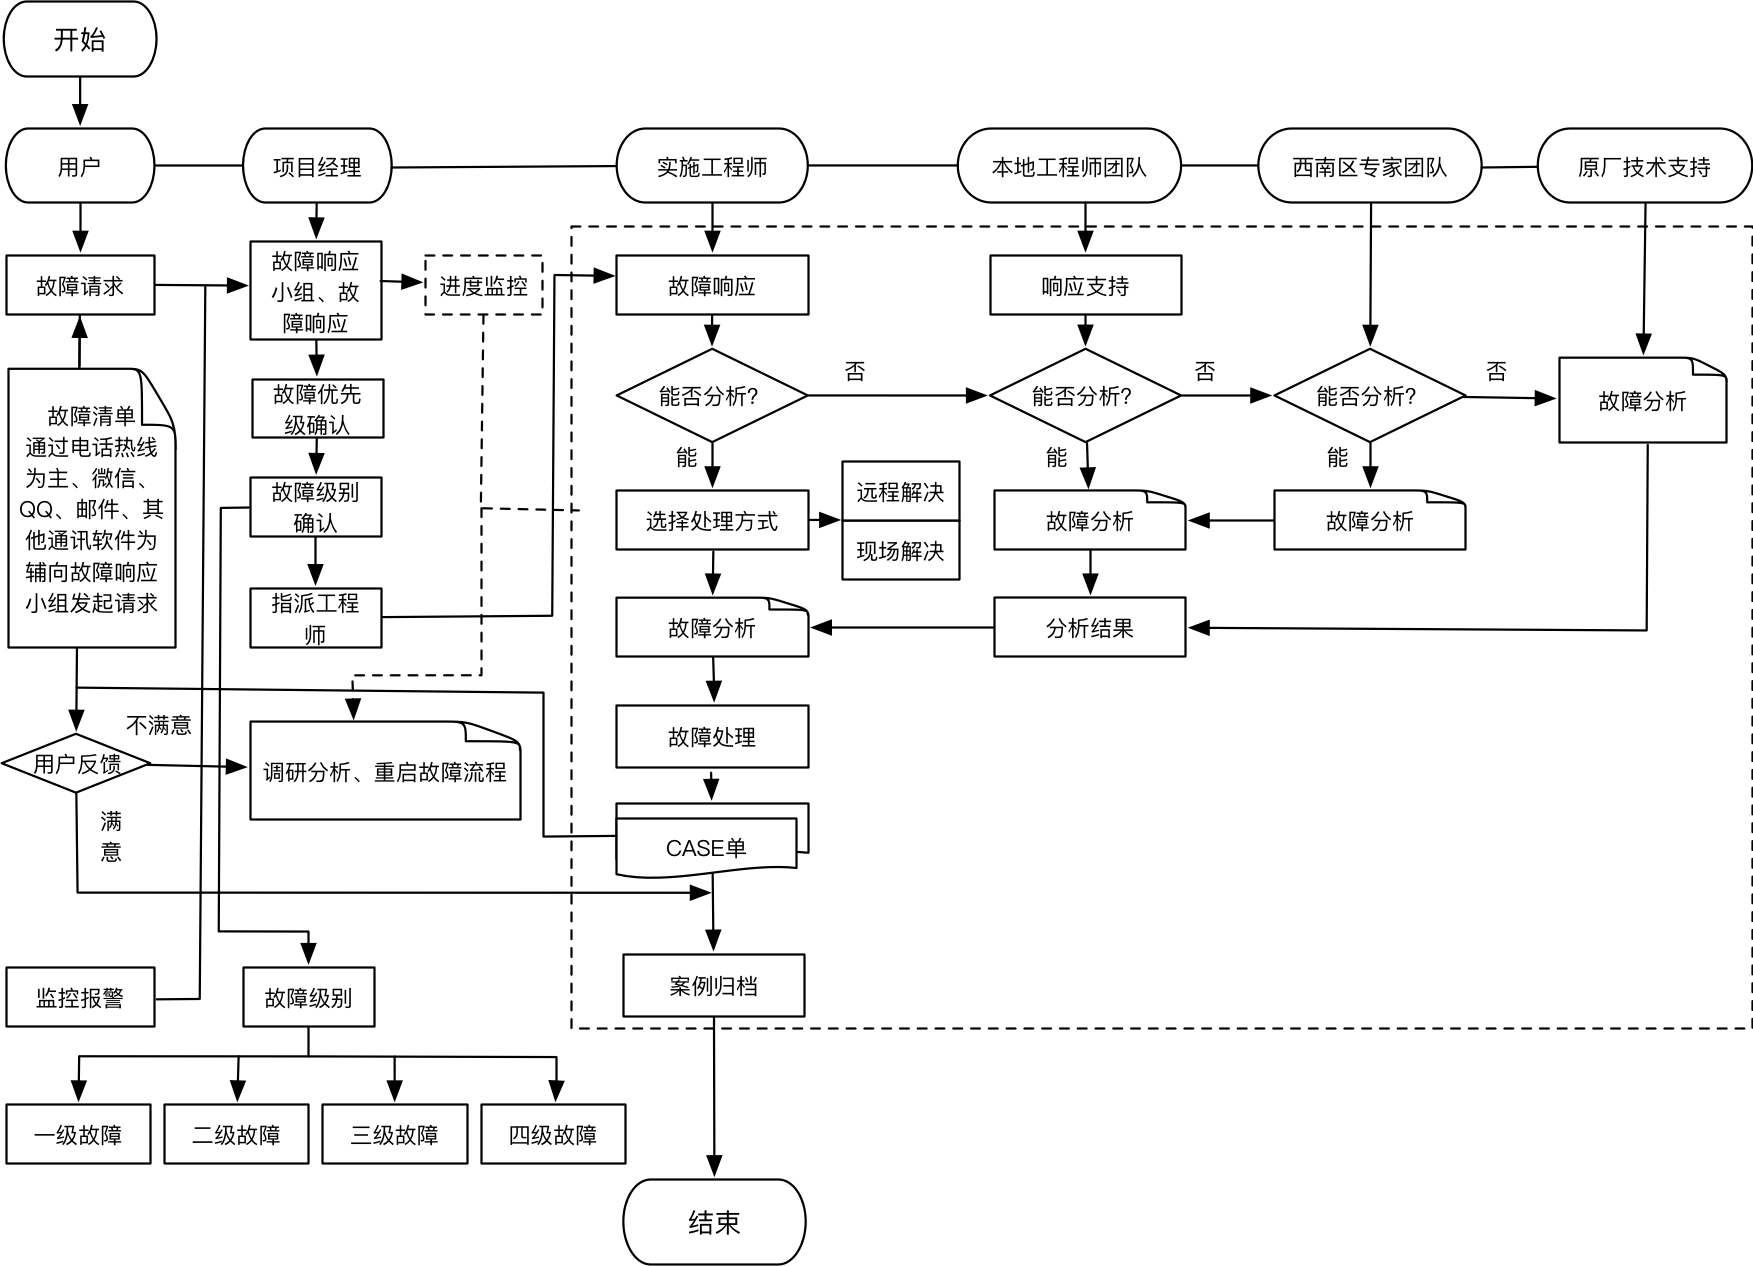 开始
用户
项目经理
实施工程师
本地工程师团队
西南区专家团队
原厂技术支持
故障请求
故障响应
小组、故
障响应
进度监控
故障响应
响应支持
故障清单
通过电话热线
为主、微信、
QQ、邮件、其
他通讯软件为
辅向故障响应
小组发起请求
故障优先
级确认
能否分析?
否
能否分析?
否
能否分析?
否
故障分析
能
能
能
故障级别
确认
选择处理方式
远程解决
现场解决
故障分析
故障分析
指派工程
师
故障分析
分析结果
不满意
用户反馈
调研分析、重启故障流程
故障处理
满
意
CASE单
监控报警
故障级别
案例归档
一级故障
二级故障
三级故障
四级故障
结束